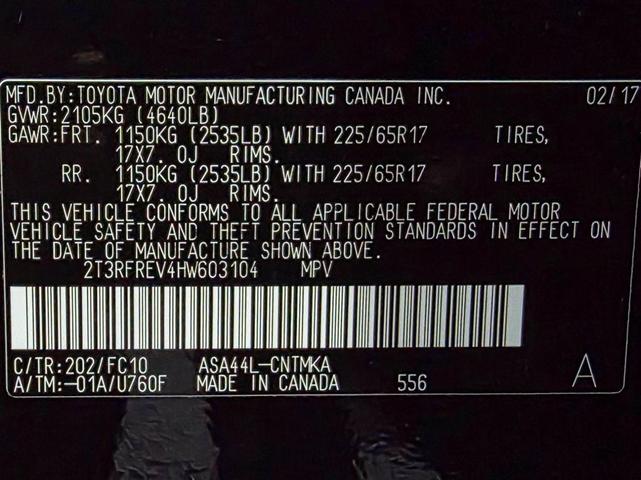 MFD.BY:TOYOTA MOTOR MANUFACTURING CANADA INC. 02/17
GVWR:2105KG (4640LB)
GAWR:FRT. 1150KG (2535LB) WITH 225/65R17 TIRES,
17X7.0J RIMS.
RR. 1150KG (2535LB) WITH 225/65R17 TIRES,
17X7.0J RIMS.
THIS VEHICLE CONFORMS TO ALL APPLICABLE FEDERAL MOTOR
VEHICLE SAFETY AND THEFT PREVENTION STANDARDS IN EFFECT ON
THE DATE OF MANUFACTURE SHOWN ABOVE.
2T3RFREV4HW603104 MPV
C/TR:202/FC10 ASA44L-CNTMKA
A/TM:-01A/U760F MADE IN CANADA 556 A